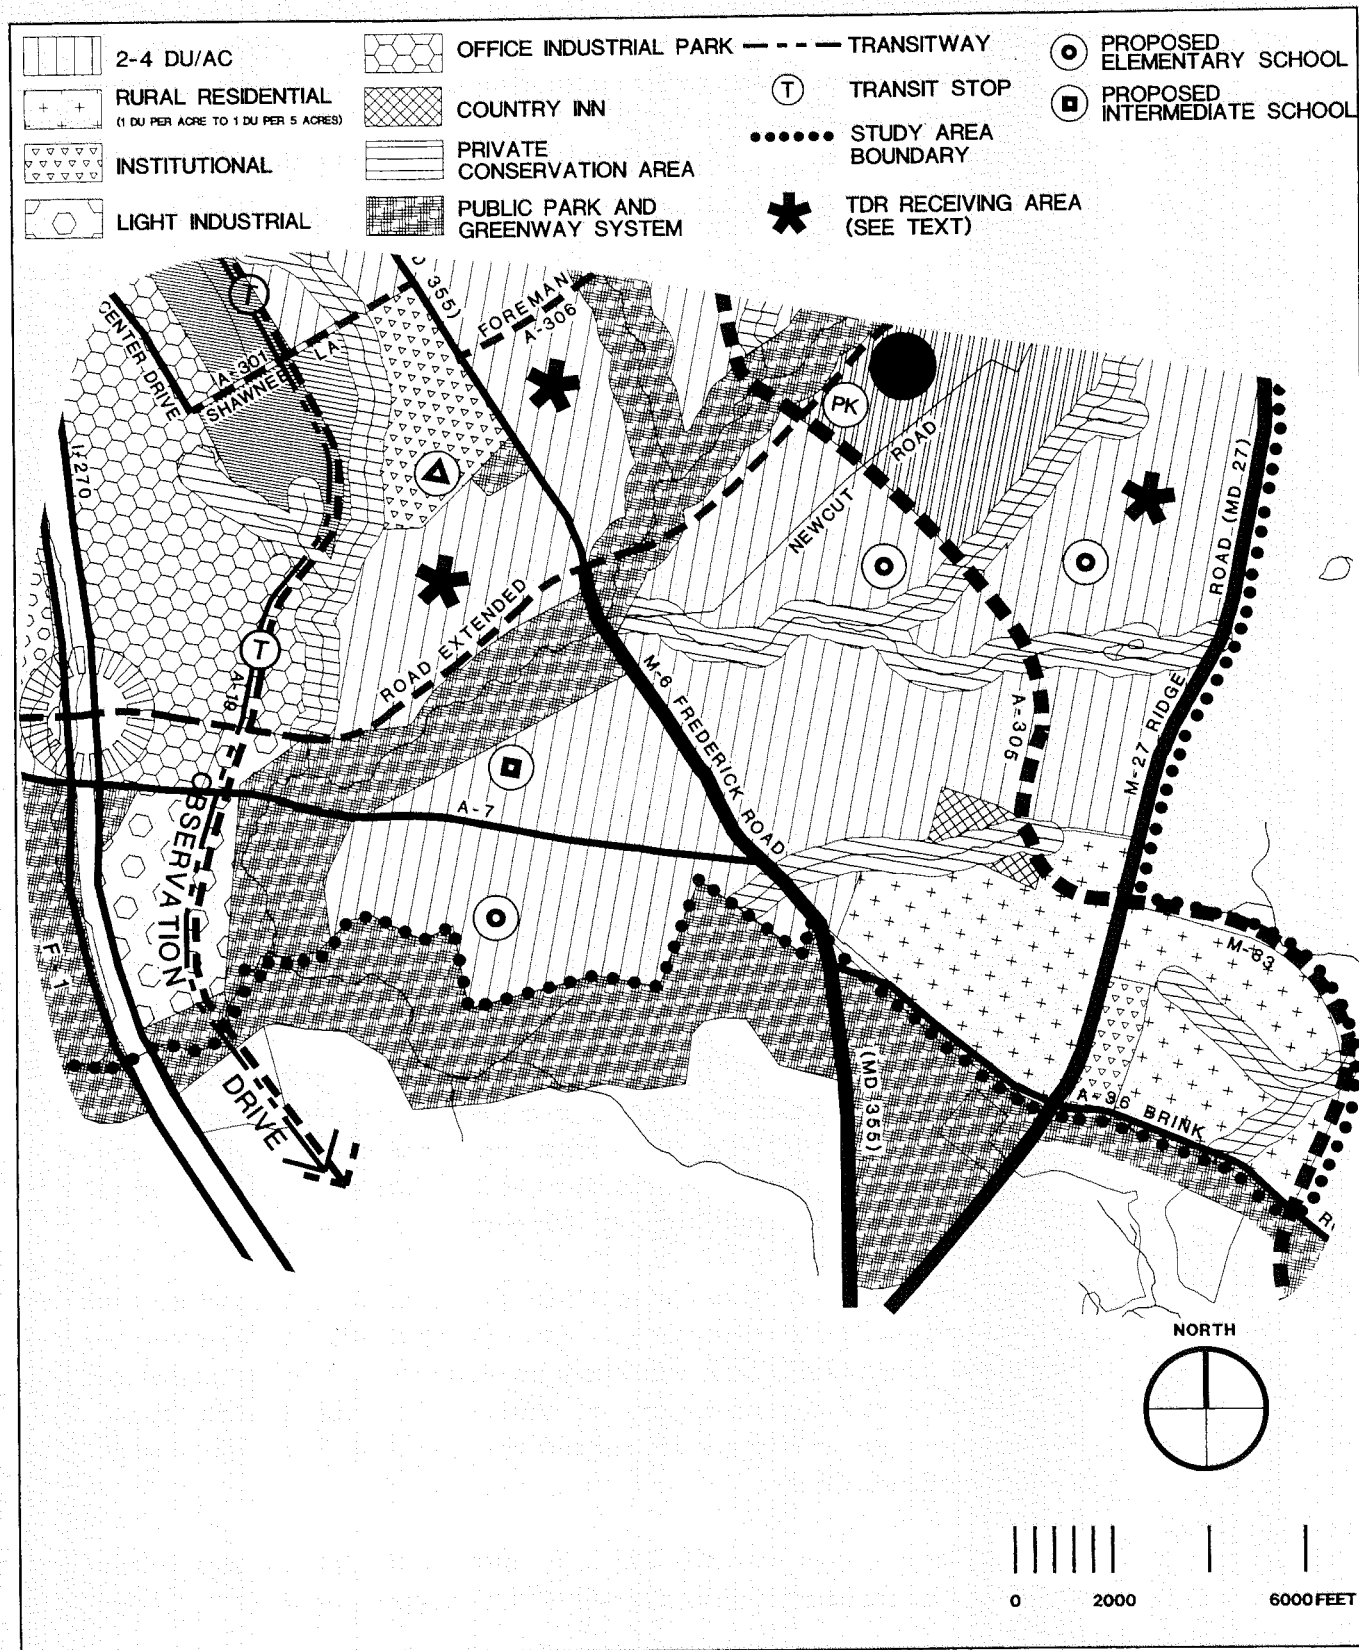 2-4 DU/AC
RURAL RESIDENTIAL
(1 DU PER ACRE TO 1 DU PER 5 ACRES)
INSTITUTIONAL
LIGHT INDUSTRIAL
OFFICE INDUSTRIAL PARK
COUNTRY INN
PRIVATE
CONSERVATION AREA
PUBLIC PARK AND
GREENWAY SYSTEM
TRANSITWAY
T
TRANSIT STOP
STUDY AREA
BOUNDARY
TDR RECEIVING AREA
(SEE TEXT)
PROPOSED
ELEMENTARY SCHOOL
PROPOSED
INTERMEDIATE SCHOOL
355)
FOREMAN
A-306
T
CENTER DRIVE
A-301
SHAWNEE LA
PK
NEWCUT ROAD
I-270
ROAD (MD 27)
ROAD EXTENDED
T
A-19
M-6 FREDERICK ROAD
A-305
M-27 RIDGE
A-7
OBSERVATION
DRIVE
F-1
M-83
(MD 355)
A-36 BRINK
NORTH
0 2000 6000 FEET